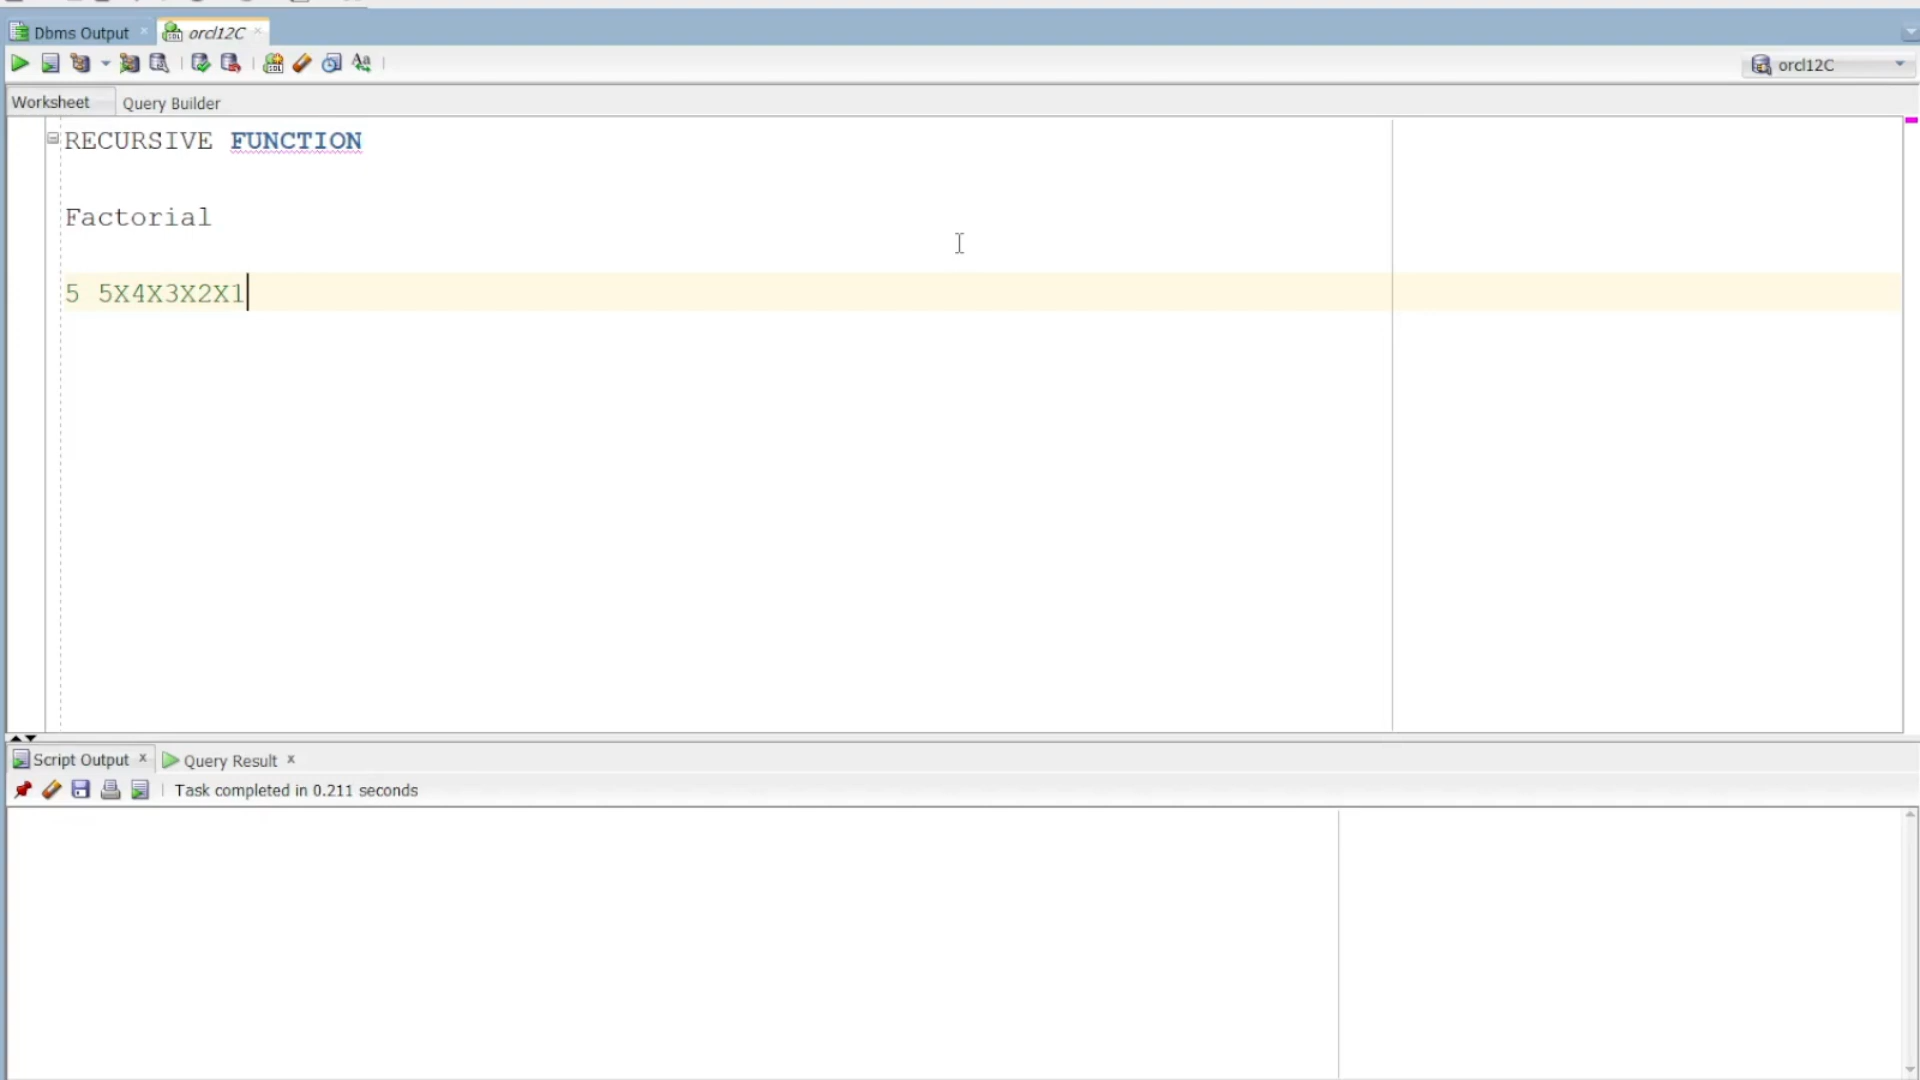 Dbms Output
orcl12C
orcl12C
Worksheet
Query Builder
RECURSIVE FUNCTION
Factorial
5 5X4X3X2X1
Script Output
Query Result
Task completed in 0.211 seconds